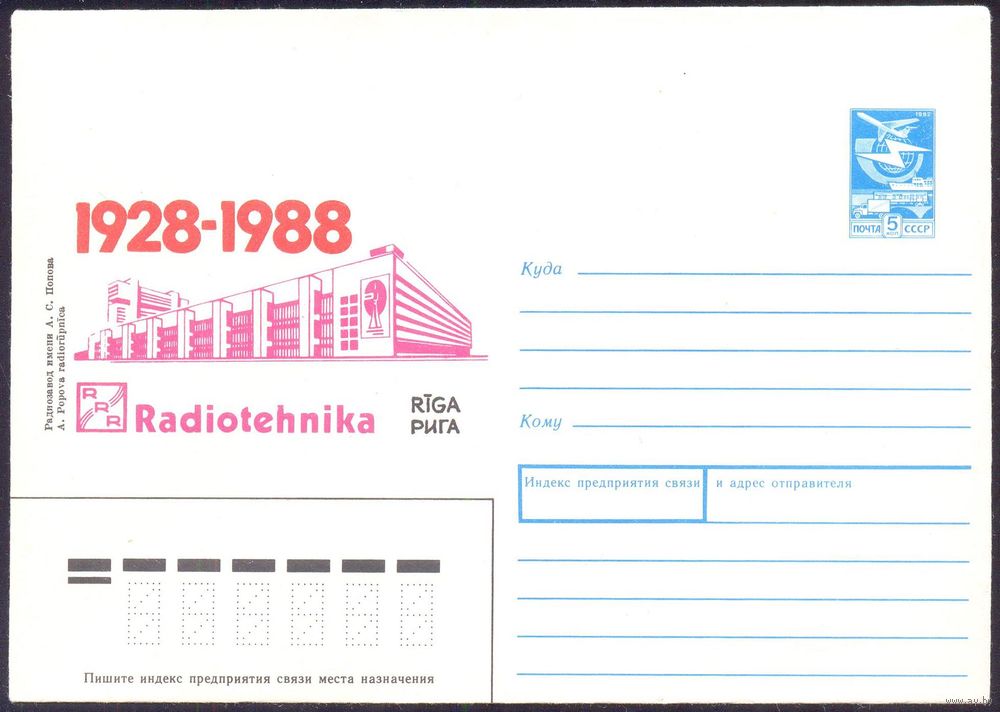 1982
ПОЧТА 5 КОП СССР
1928-1988
Радиозавод имени А. С. Попова
A. Popova radiorūpnīca
R R R Radiotehnika
RĪGA
РИГА
Куда
Кому
Индекс предприятия связи и адрес отправителя
Пишите индекс предприятия связи места назначения